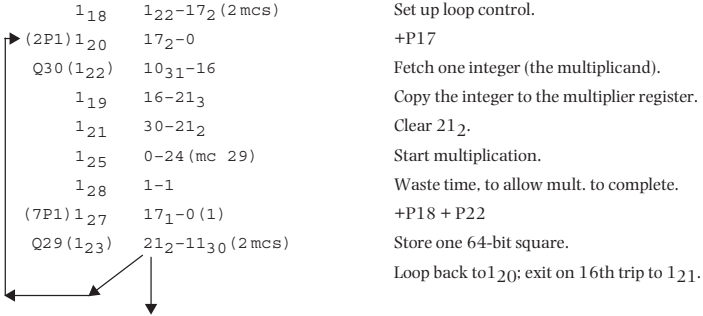 1₁₈ 1₂₂–17₂(2mcs) Set up loop control.
(2P1)1₂₀ 17₂–0 +P17
Q30(1₂₂) 10₃₁–16 Fetch one integer (the multiplicand).
1₁₉ 16–21₃ Copy the integer to the multiplier register.
1₂₁ 30–21₂ Clear 21₂.
1₂₅ 0–24(mc 29) Start multiplication.
1₂₈ 1–1 Waste time, to allow mult. to complete.
(7P1)1₂₇ 17₁–0(1) +P18 + P22
Q29(1₂₃) 21₂–11₃₀(2mcs) Store one 64-bit square.
Loop back to1₂₀; exit on 16th trip to 1₂₁.